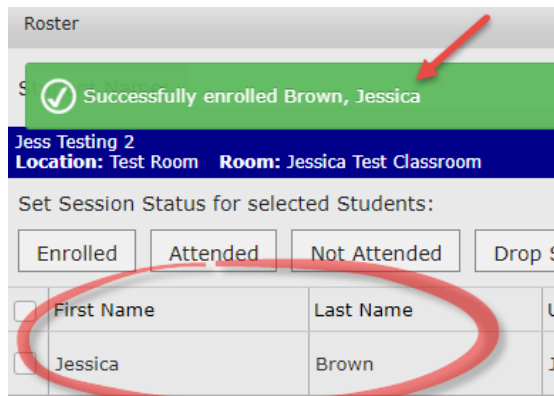 Roster
Successfully enrolled Brown, Jessica
Jess Testing 2
Location: Test Room Room: Jessica Test Classroom
Set Session Status for selected Students:
Enrolled Attended Not Attended Drop
First Name Last Name
Jessica Brown